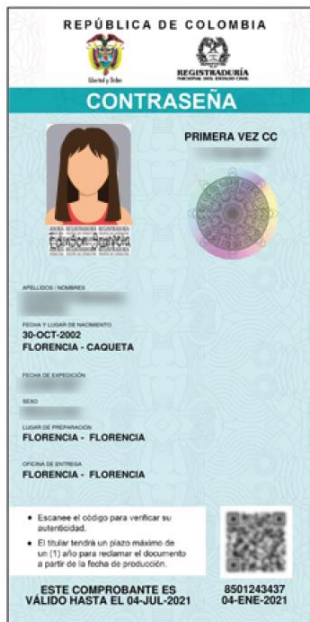 REPÚBLICA DE COLOMBIA
Libertad y Orden
REGISTRADURÍA
NACIONAL DEL ESTADO CIVIL
CONTRASEÑA
PRIMERA VEZ CC
APELLIDOS / NOMBRES
FECHA Y LUGAR DE NACIMIENTO
30-OCT-2002
FLORENCIA - CAQUETA
FECHA DE EXPEDICIÓN
SEXO
LUGAR DE PREPARACIÓN
FLORENCIA - FLORENCIA
OFICINA DE ENTREGA
FLORENCIA - FLORENCIA
• Escanee el código para verificar su
autenticidad.
• El titular tendrá un plazo máximo de
un (1) año para reclamar el documento
a partir de la fecha de producción.
ESTE COMPROBANTE ES
VÁLIDO HASTA EL 04-JUL-2021
8501243437
04-ENE-2021